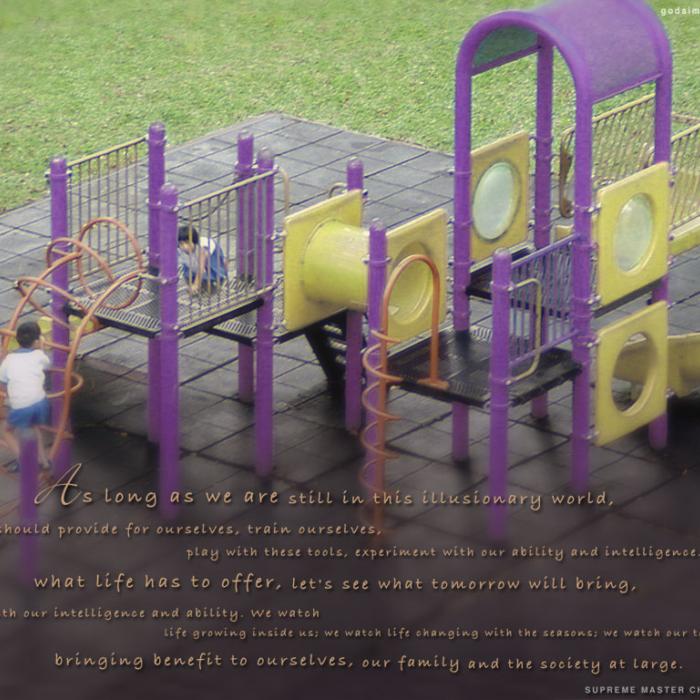 godsim
As long as we are still in this illusionary world,
should provide for ourselves, train ourselves,
play with these tools, experiment with our ability and intelligence.
what life has to offer, let's see what tomorrow will bring,
th our intelligence and ability. We watch
life growing inside us; we watch life changing with the seasons; we watch our t
bringing benefit to ourselves, our family and the society at large.
SUPREME MASTER CH